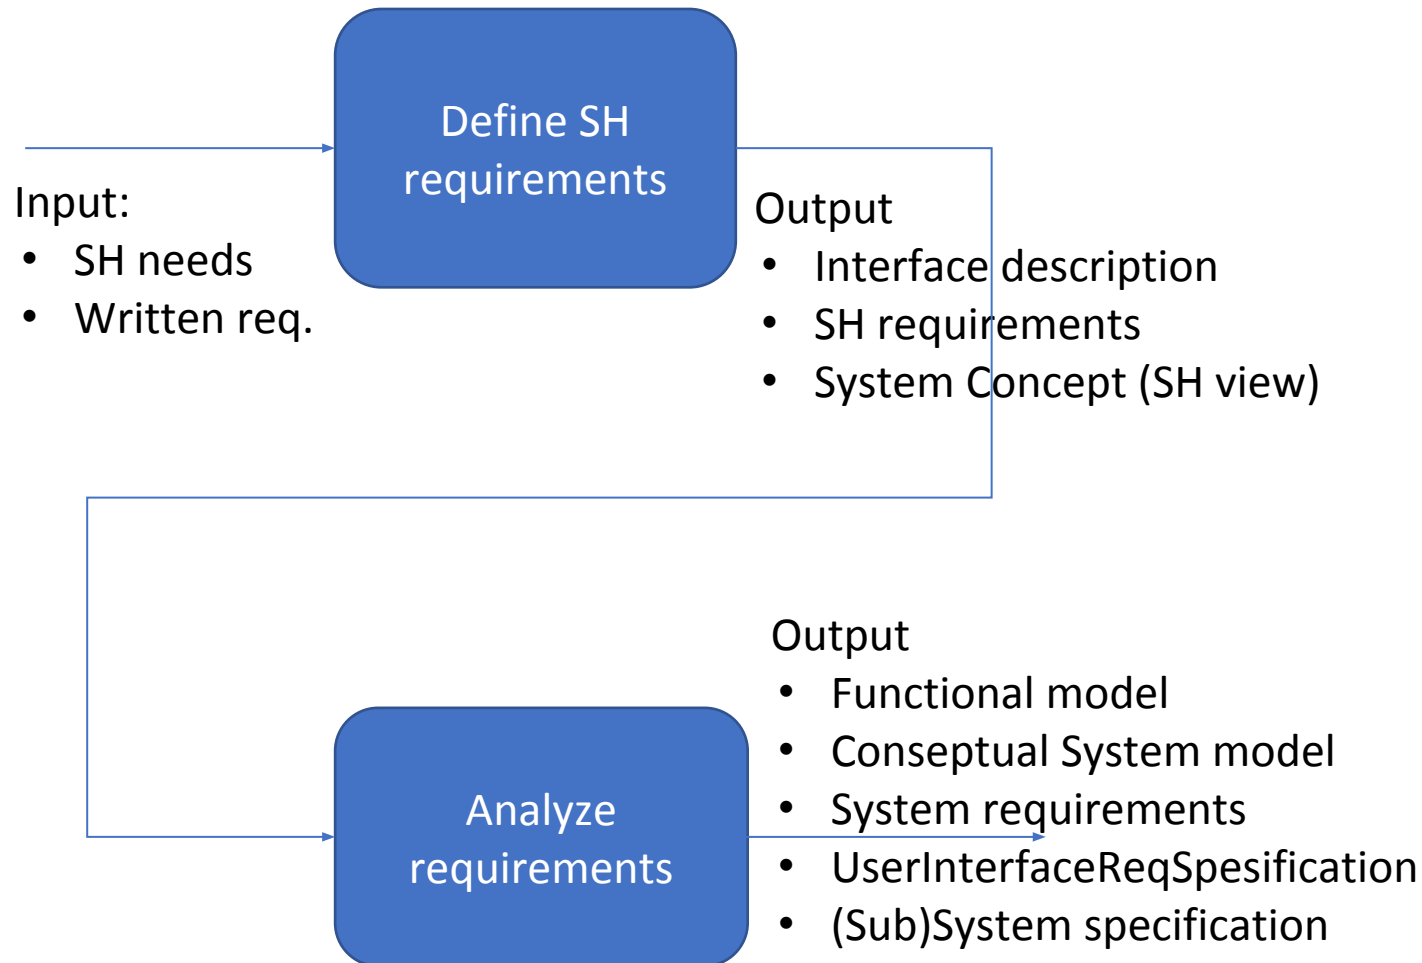 Define SH
requirements
Input:
• SH needs
• Written req.
Output
• Interface description
• SH requirements
• System Concept (SH view)
Output
• Functional model
• Conseptual System model
• System requirements
• UserInterfaceReqSpesification
• (Sub)System specification
Analyze
requirements